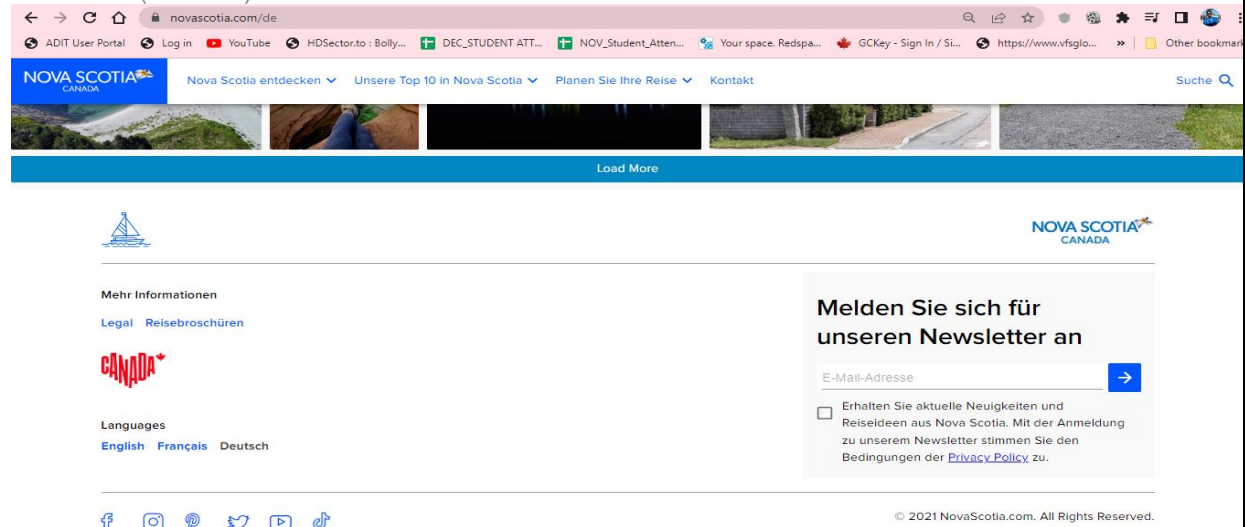 novascotia.com/de
ADIT User Portal Log in YouTube HDSector.to : Bolly... DEC_STUDENT ATT... NOV_Student_Atten... Your space. Redspa... GCKey - Sign In / Si... https://www.vfsglo... » Other bookmark
NOVA SCOTIA
CANADA
Nova Scotia entdecken Unsere Top 10 in Nova Scotia Planen Sie Ihre Reise Kontakt Suche
Load More
NOVA SCOTIA
CANADA
Mehr Informationen
Legal Reisebroschüren
CANADA
Languages
English Français Deutsch
Melden Sie sich für
unseren Newsletter an
E-Mail-Adresse
Erhalten Sie aktuelle Neuigkeiten und
Reiseideen aus Nova Scotia. Mit der Anmeldung
zu unserem Newsletter stimmen Sie den
Bedingungen der Privacy Policy zu.
© 2021 NovaScotia.com. All Rights Reserved.